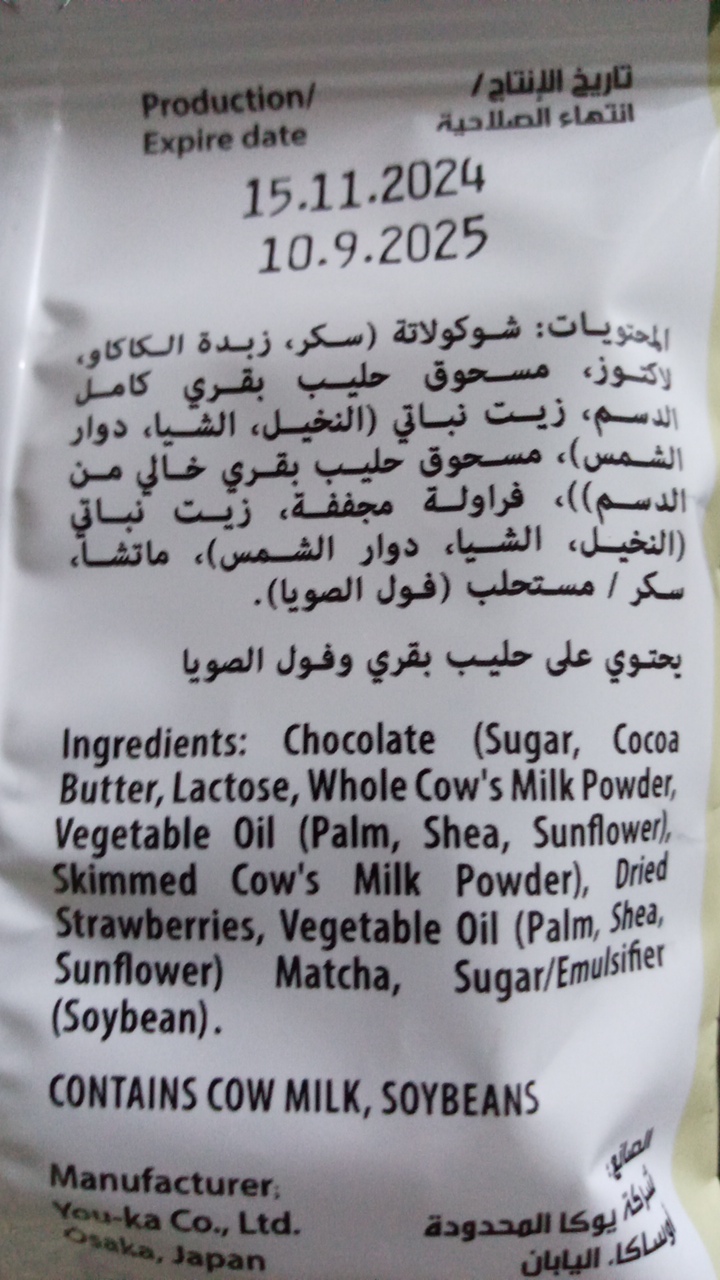 Production/
Expire date
تاريخ الإنتاج/
انتهاء الصلاحية
15.11.2024
10.9.2025
المحتويات: شوكولاتة (سكر، زبدة الكاكاو،
لاكتوز، مسحوق حليب بقري كامل
الدسم، زيت نباتي (النخيل، الشيا، دوار
الشمس)، مسحوق حليب بقري خالي من
الدسم))، فراولة مجففة، زيت نباتي
(النخيل، الشيا، دوار الشمس)، ماتشا،
سكر / مستحلب (فول الصويا).
يحتوي على حليب بقري وفول الصويا
Ingredients: Chocolate (Sugar, Cocoa
Butter, Lactose, Whole Cow's Milk Powder,
Vegetable Oil (Palm, Shea, Sunflower),
Skimmed Cow's Milk Powder), Dried
Strawberries, Vegetable Oil (Palm, Shea,
Sunflower) Matcha, Sugar/Emulsifier
(Soybean).
CONTAINS COW MILK, SOYBEANS
Manufacturer:
You-ka Co., Ltd.
Osaka, Japan
الصانع:
شركة يوكا المحدودة
أوساكا، اليابان